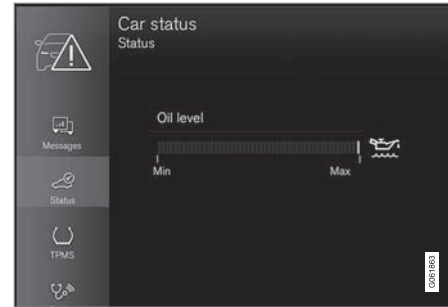 Car status
Status
Oil level
Min Max
Messages
Status
TPMS
G061863